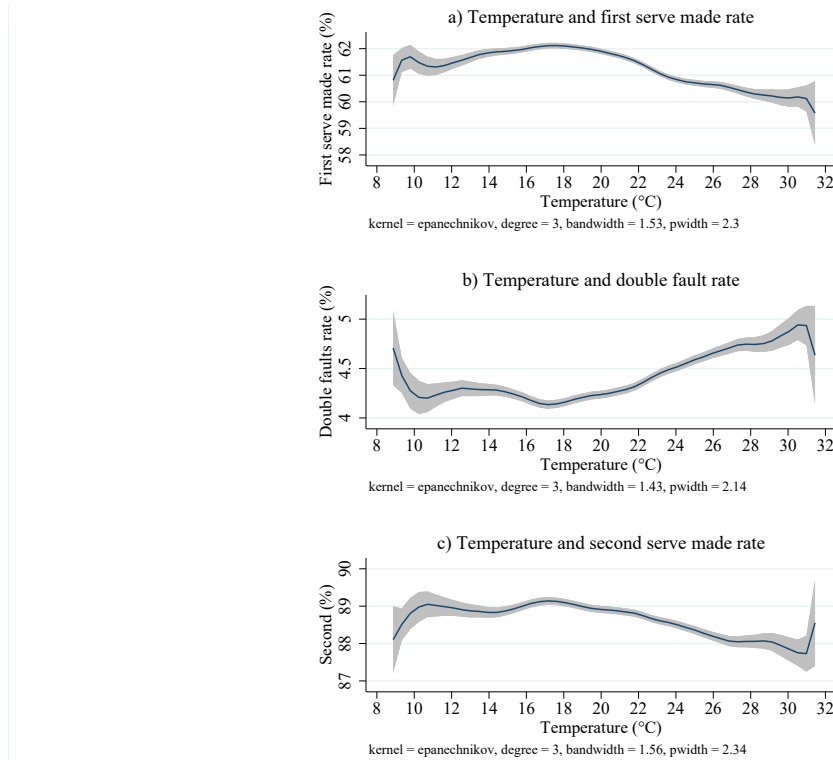 a) Temperature and first serve made rate
First serve made rate (%)
62
61
60
59
58
8 10 12 14 16 18 20 22 24 26 28 30 32
Temperature (°C)
kernel = epanechnikov, degree = 3, bandwidth = 1.53, pwidth = 2.3
b) Temperature and double fault rate
Double faults rate (%)
5
4.5
4
8 10 12 14 16 18 20 22 24 26 28 30 32
Temperature (°C)
kernel = epanechnikov, degree = 3, bandwidth = 1.43, pwidth = 2.14
c) Temperature and second serve made rate
Second (%)
90
89
88
87
8 10 12 14 16 18 20 22 24 26 28 30 32
Temperature (°C)
kernel = epanechnikov, degree = 3, bandwidth = 1.56, pwidth = 2.34